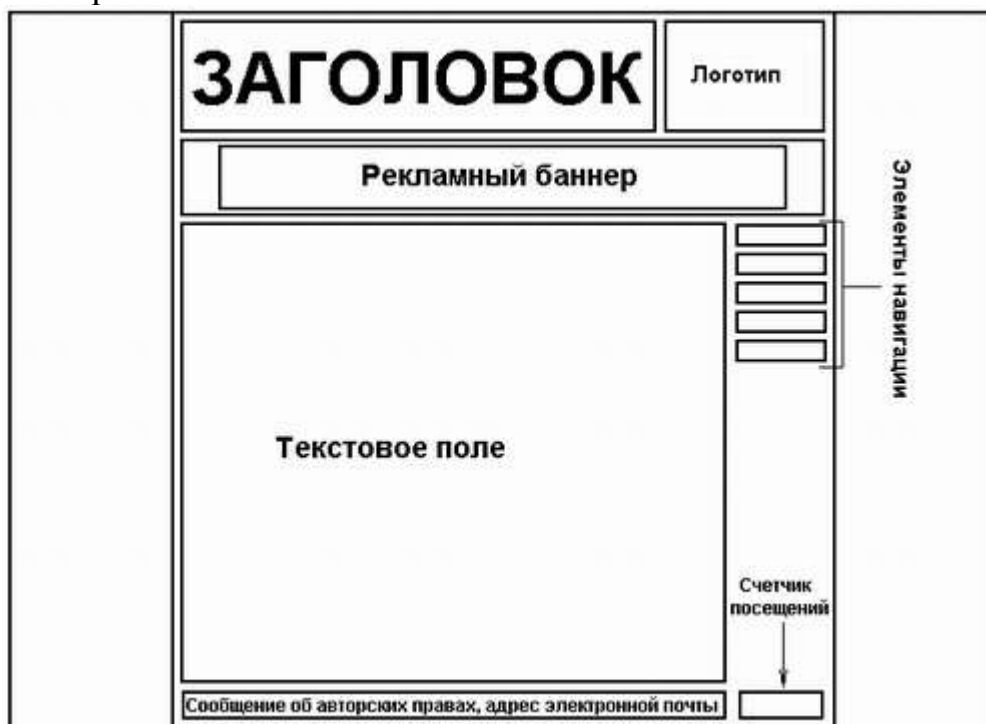 ЗАГОЛОВОК
Логотип
Рекламный баннер
Элементы навигации
Текстовое поле
Счетчик
посещений
Сообщение об авторских правах, адрес электронной почты